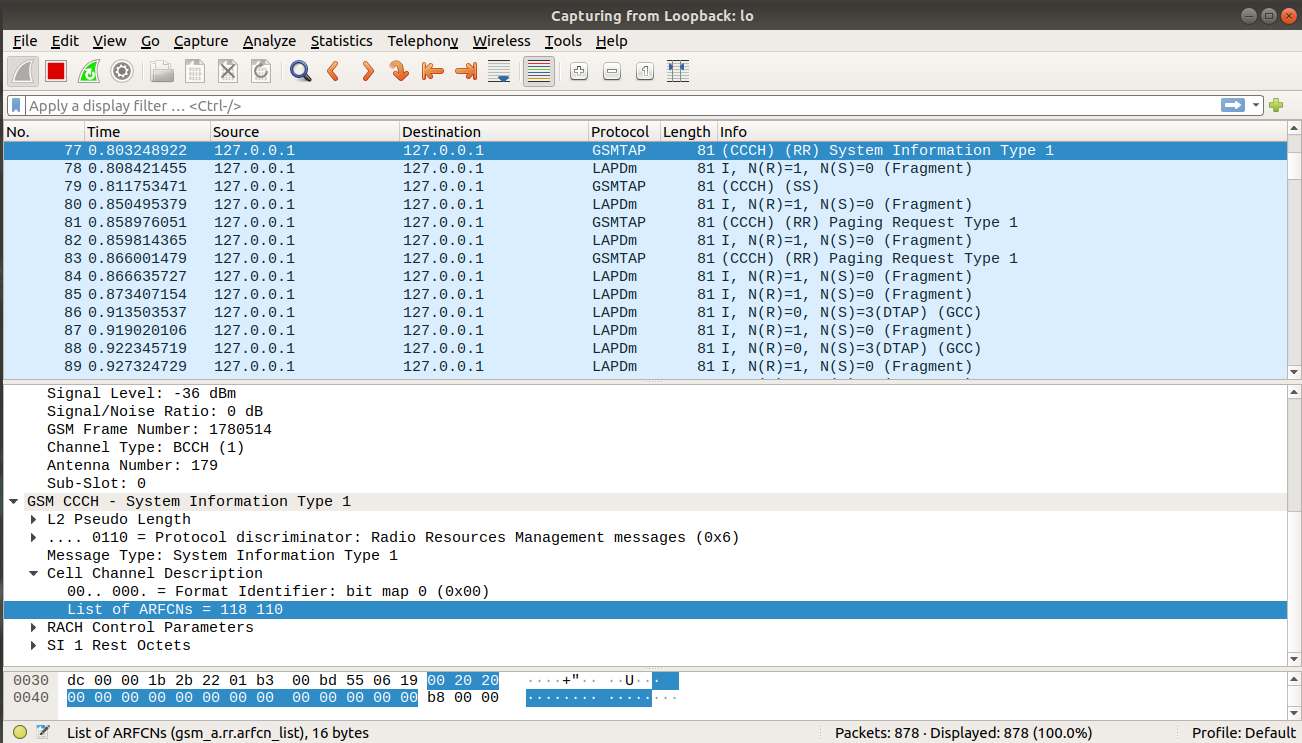 Capturing from Loopback: lo
File Edit View Go Capture Analyze Statistics Telephony Wireless Tools Help
Apply a display filter … <Ctrl-/>
No. Time Source Destination Protocol Length Info
77 0.803248922 127.0.0.1 127.0.0.1 GSMTAP 81 (CCCH) (RR) System Information Type 1
78 0.808421455 127.0.0.1 127.0.0.1 LAPDm 81 I, N(R)=1, N(S)=0 (Fragment)
79 0.811753471 127.0.0.1 127.0.0.1 GSMTAP 81 (CCCH) (SS)
80 0.850495379 127.0.0.1 127.0.0.1 LAPDm 81 I, N(R)=1, N(S)=0 (Fragment)
81 0.858976051 127.0.0.1 127.0.0.1 GSMTAP 81 (CCCH) (RR) Paging Request Type 1
82 0.859814365 127.0.0.1 127.0.0.1 LAPDm 81 I, N(R)=1, N(S)=0 (Fragment)
83 0.866001479 127.0.0.1 127.0.0.1 GSMTAP 81 (CCCH) (RR) Paging Request Type 1
84 0.866635727 127.0.0.1 127.0.0.1 LAPDm 81 I, N(R)=1, N(S)=0 (Fragment)
85 0.873407154 127.0.0.1 127.0.0.1 LAPDm 81 I, N(R)=1, N(S)=0 (Fragment)
86 0.913503537 127.0.0.1 127.0.0.1 LAPDm 81 I, N(R)=0, N(S)=3(DTAP) (GCC)
87 0.919020106 127.0.0.1 127.0.0.1 LAPDm 81 I, N(R)=1, N(S)=0 (Fragment)
88 0.922345719 127.0.0.1 127.0.0.1 LAPDm 81 I, N(R)=0, N(S)=3(DTAP) (GCC)
89 0.927324729 127.0.0.1 127.0.0.1 LAPDm 81 I, N(R)=1, N(S)=0 (Fragment)
Signal Level: -36 dBm
Signal/Noise Ratio: 0 dB
GSM Frame Number: 1780514
Channel Type: BCCH (1)
Antenna Number: 179
Sub-Slot: 0
GSM CCCH - System Information Type 1
L2 Pseudo Length
.... 0110 = Protocol discriminator: Radio Resources Management messages (0x6)
Message Type: System Information Type 1
Cell Channel Description
00.. 000. = Format Identifier: bit map 0 (0x00)
List of ARFCNs = 118 110
RACH Control Parameters
SI 1 Rest Octets
0030 dc 00 00 1b 2b 22 01 b3 00 bd 55 06 19 00 20 20 ····+"·· ··U··· 
0040 00 00 00 00 00 00 00 00 00 00 00 00 00 b8 00 00 ········ ········
List of ARFCNs (gsm_a.rr.arfcn_list), 16 bytes Packets: 878 · Displayed: 878 (100.0%) Profile: Default